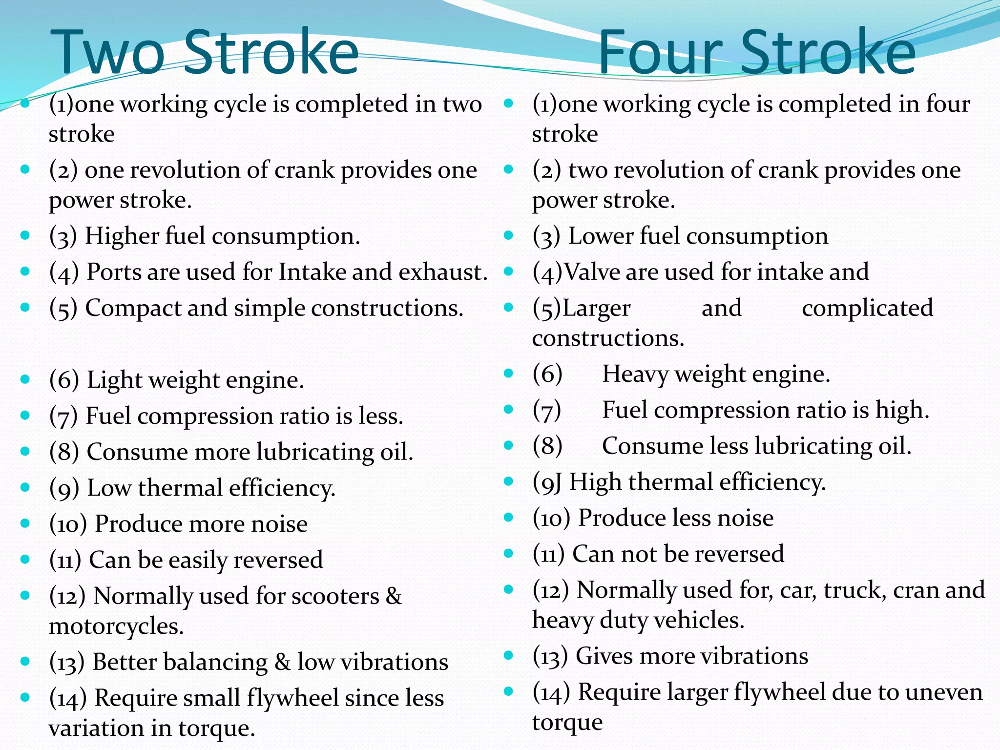 Two Stroke
(1)one working cycle is completed in two
stroke
(2) one revolution of crank provides one
power stroke.
(3) Higher fuel consumption.
(4) Ports are used for Intake and exhaust.
(5) Compact and simple constructions.
(6) Light weight engine.
(7) Fuel compression ratio is less.
(8) Consume more lubricating oil.
(9) Low thermal efficiency.
(10) Produce more noise
(11) Can be easily reversed
(12) Normally used for scooters &
motorcycles.
(13) Better balancing & low vibrations
(14) Require small flywheel since less
variation in torque.
Four Stroke
(1)one working cycle is completed in four
stroke
(2) two revolution of crank provides one
power stroke.
(3) Lower fuel consumption
(4)Valve are used for intake and
(5)Larger and complicated
constructions.
(6) Heavy weight engine.
(7) Fuel compression ratio is high.
(8) Consume less lubricating oil.
(9J High thermal efficiency.
(10) Produce less noise
(11) Can not be reversed
(12) Normally used for, car, truck, cran and
heavy duty vehicles.
(13) Gives more vibrations
(14) Require larger flywheel due to uneven
torque